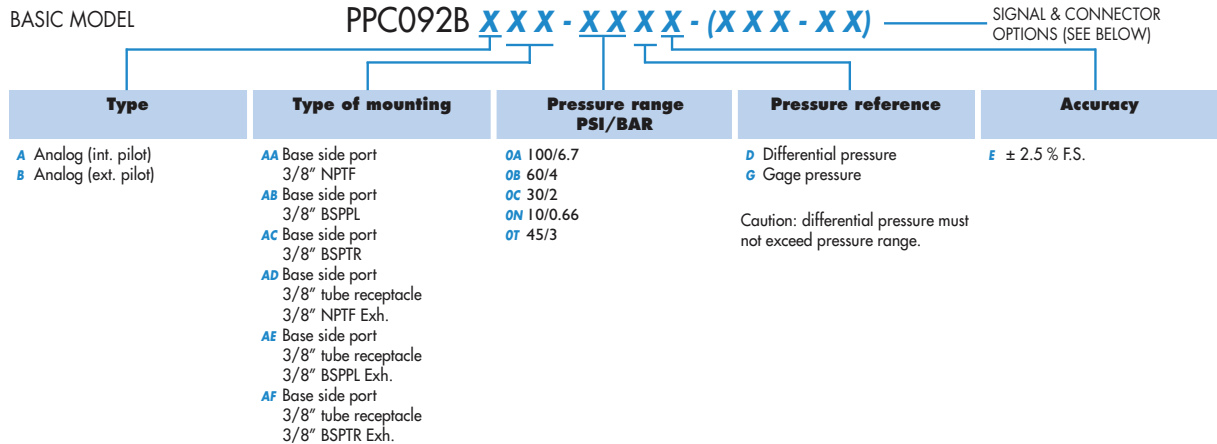 BASIC MODEL
PPC092B X X X - X X X X - (X X X - X X)
SIGNAL & CONNECTOR
OPTIONS (SEE BELOW)
Type
A Analog (int. pilot)
B Analog (ext. pilot)
Type of mounting
AA Base side port
3/8" NPTF
AB Base side port
3/8" BSPPL
AC Base side port
3/8" BSPTR
AD Base side port
3/8" tube receptacle
3/8" NPTF Exh.
AE Base side port
3/8" tube receptacle
3/8" BSPPL Exh.
AF Base side port
3/8" tube receptacle
3/8" BSPTR Exh.
Pressure range
PSI/BAR
0A 100/6.7
0B 60/4
0C 30/2
0N 10/0.66
0T 45/3
Pressure reference
D Differential pressure
G Gage pressure
Caution: differential pressure must
not exceed pressure range.
Accuracy
E ± 2.5 % F.S.